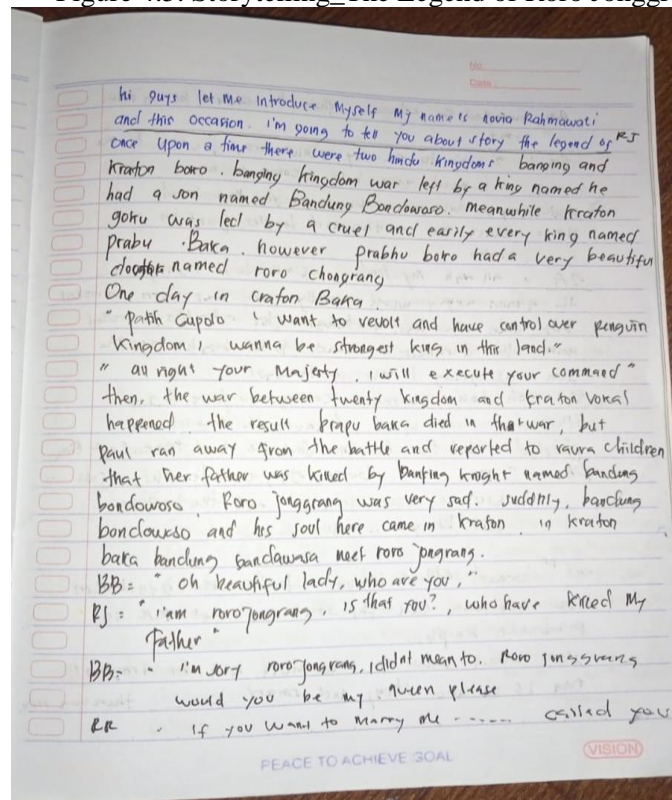 Figure 4.5. Storytelling_The Legend of Roro Jonggr
No.
Date.
hi guys let me introduce Myself My name is novia Rahmawati
and this occasion. i'm going to tell you about story the legend of RJ
once upon a time there were two hindu kingdoms banging and
kraton boko. banging kingdom war left by a king named he
had a son named Bandung Bondowoso. meanwhile kraton
goku was led by a cruel and easily every king named
prabu Baka. however prabhu boko had a very beautiful
named roro chongrang
One day in craton Baka
" patih Gupolo i want to revolt and have control over penguin
kingdom i wanna be strongest king in this land."
" all right your Majesty, i will execute your command "
then, the war between twenty kingdom and kraton vokal
happened. the result prapu baka died in that war, but
paul ran away from the battle and reported to raura children
that her father was killed by banking knight named bandung
bondowoso. Roro jonggrang was very sad. suddnly, bandung
bondowoso and his soul here came in kraton. in kraton
baka bandung bandawasa meet roro jongrang.
BB= " oh beautiful lady, who are you, "
RJ : " i'am roro jongrang, is that you?, who have killed My
Father "
BB= " i'm sory roro jongrang, i didnt mean to. Roro jonggrang
would you be my queen please
RR . if you want to marry me ...... called you
PEACE TO ACHIEVE GOAL
VISION